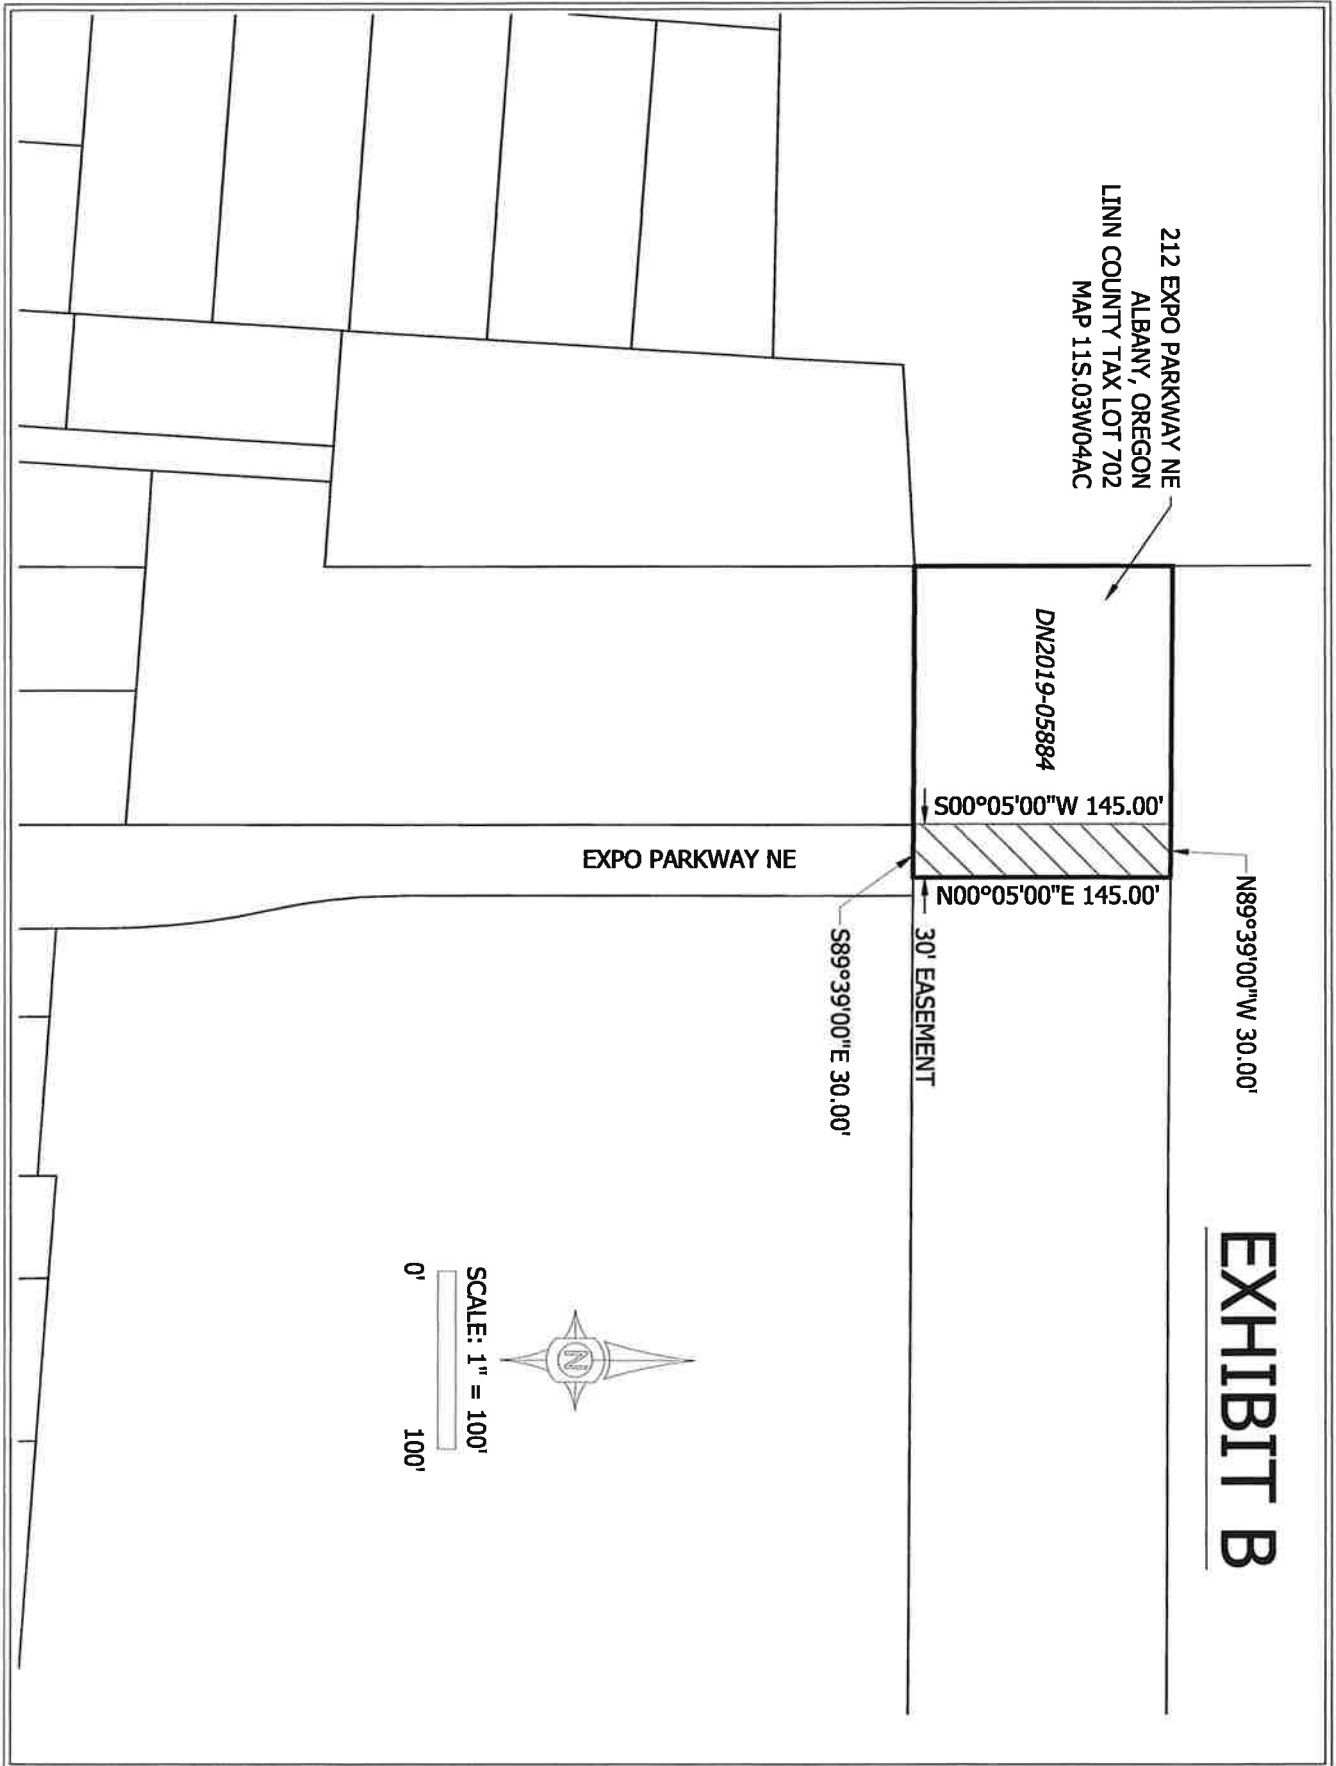 EXHIBIT B
212 EXPO PARKWAY NE
ALBANY, OREGON
LINN COUNTY TAX LOT 702
MAP 11S.03W04AC
N89°39'00"W 30.00'
DN2019-05884
S00°05'00"W 145.00'
N00°05'00"E 145.00'
30' EASEMENT
S89°39'00"E 30.00'
EXPO PARKWAY NE
N
SCALE: 1" = 100'
0' 100'